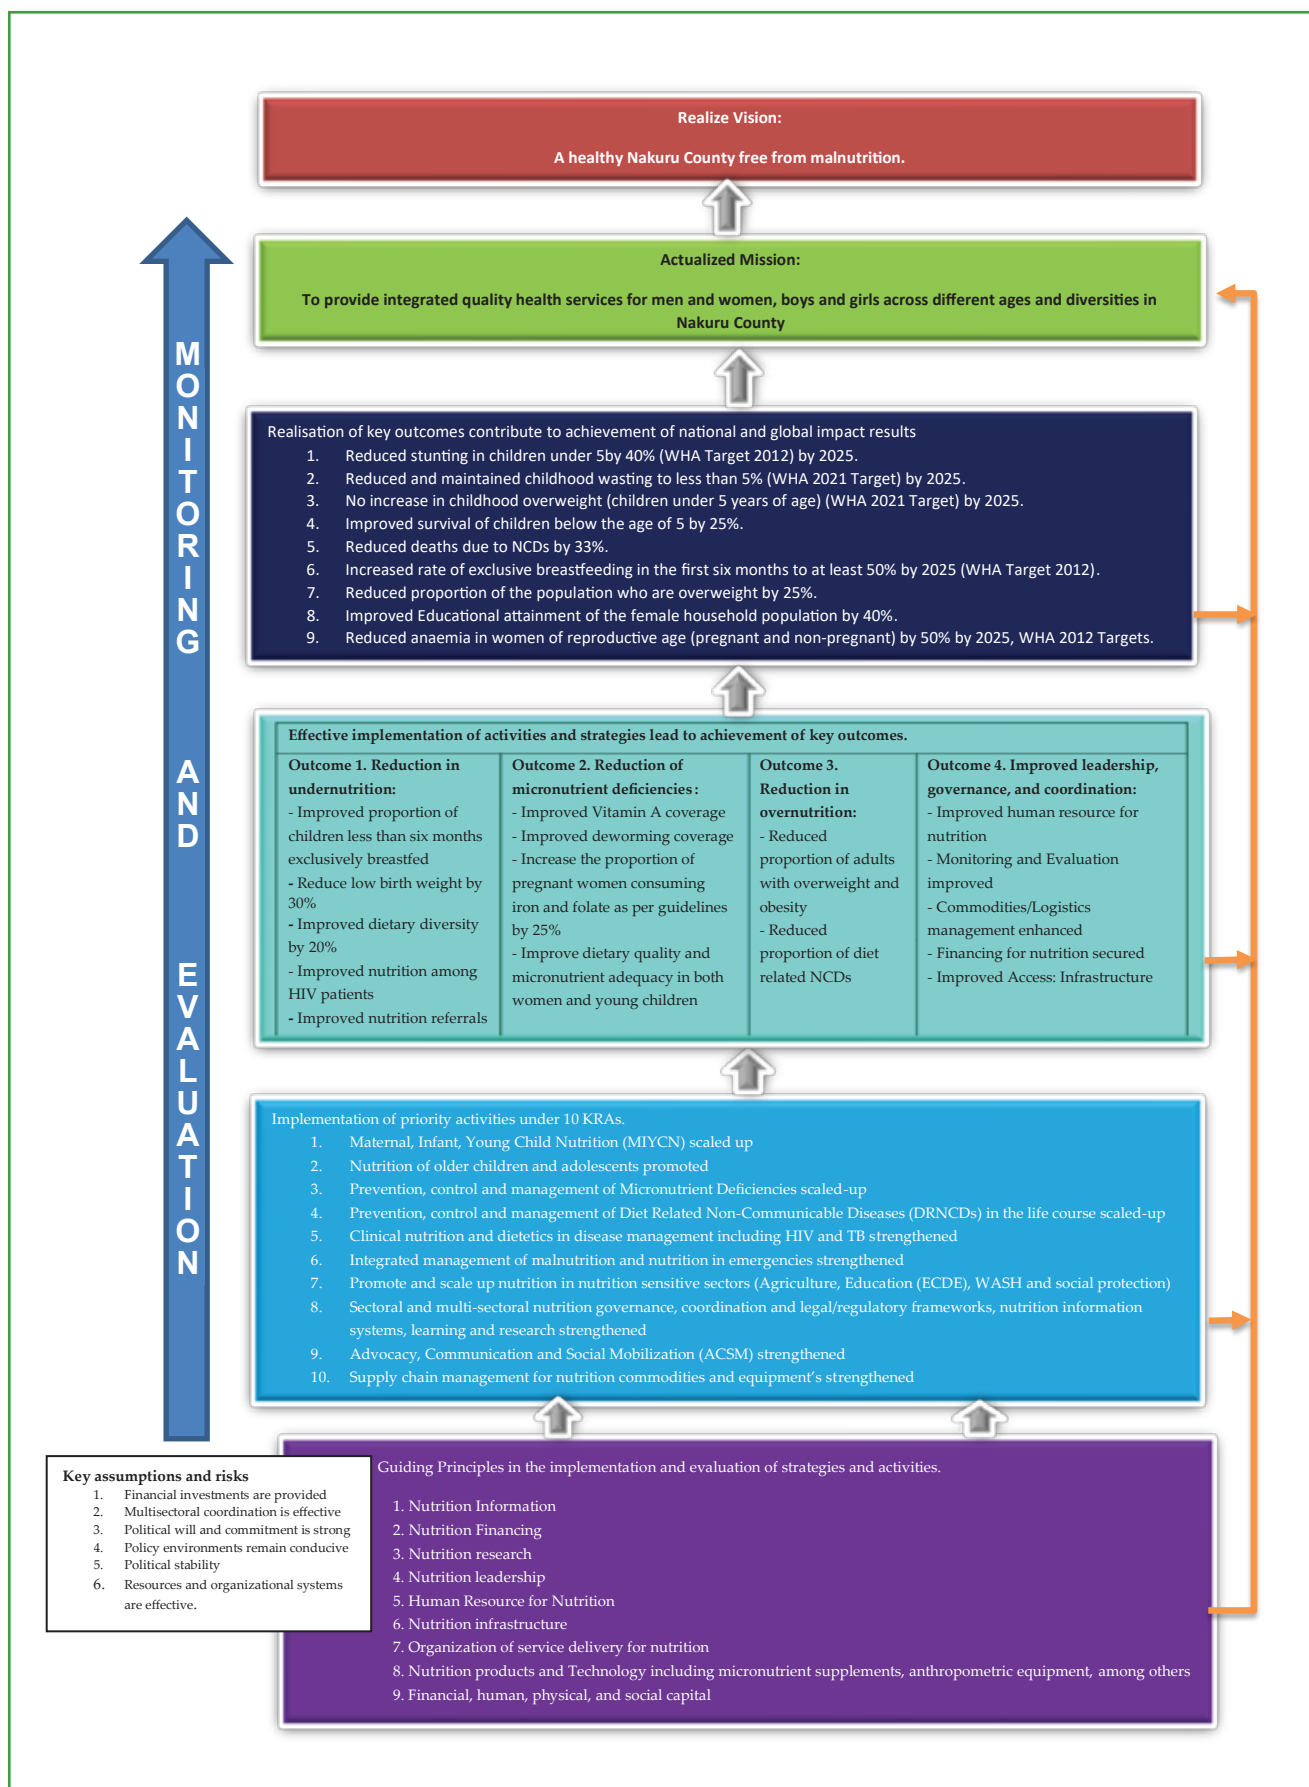 Realize Vision:
A healthy Nakuru County free from malnutrition.
Actualized Mission:
To provide integrated quality health services for men and women, boys and girls across different ages and diversities in
Nakuru County
MONITORING AND EVALUATION
Realisation of key outcomes contribute to achievement of national and global impact results
1. Reduced stunting in children under 5by 40% (WHA Target 2012) by 2025.
2. Reduced and maintained childhood wasting to less than 5% (WHA 2021 Target) by 2025.
3. No increase in childhood overweight (children under 5 years of age) (WHA 2021 Target) by 2025.
4. Improved survival of children below the age of 5 by 25%.
5. Reduced deaths due to NCDs by 33%.
6. Increased rate of exclusive breastfeeding in the first six months to at least 50% by 2025 (WHA Target 2012).
7. Reduced proportion of the population who are overweight by 25%.
8. Improved Educational attainment of the female household population by 40%.
9. Reduced anaemia in women of reproductive age (pregnant and non-pregnant) by 50% by 2025, WHA 2012 Targets.
Effective implementation of activities and strategies lead to achievement of key outcomes.
Outcome 1. Reduction in
undernutrition:
- Improved proportion of
children less than six months
exclusively breastfed
- Reduce low birth weight by
30%
- Improved dietary diversity
by 20%
- Improved nutrition among
HIV patients
- Improved nutrition referrals
Outcome 2. Reduction of
micronutrient deficiencies:
- Improved Vitamin A coverage
- Improved deworming coverage
- Increase the proportion of
pregnant women consuming
iron and folate as per guidelines
by 25%
- Improve dietary quality and
micronutrient adequacy in both
women and young children
Outcome 3.
Reduction in
overnutrition:
- Reduced
proportion of adults
with overweight and
obesity
- Reduced
proportion of diet
related NCDs
Outcome 4. Improved leadership,
governance, and coordination:
- Improved human resource for
nutrition
- Monitoring and Evaluation
improved
- Commodities/Logistics
management enhanced
- Financing for nutrition secured
- Improved Access: Infrastructure
Implementation of priority activities under 10 KRAs.
1. Maternal, Infant, Young Child Nutrition (MIYCN) scaled up
2. Nutrition of older children and adolescents promoted
3. Prevention, control and management of Micronutrient Deficiencies scaled-up
4. Prevention, control and management of Diet Related Non-Communicable Diseases (DRNCDs) in the life course scaled-up
5. Clinical nutrition and dietetics in disease management including HIV and TB strengthened
6. Integrated management of malnutrition and nutrition in emergencies strengthened
7. Promote and scale up nutrition in nutrition sensitive sectors (Agriculture, Education (ECDE), WASH and social protection)
8. Sectoral and multi-sectoral nutrition governance, coordination and legal/regulatory frameworks, nutrition information
systems, learning and research strengthened
9. Advocacy, Communication and Social Mobilization (ACSM) strengthened
10. Supply chain management for nutrition commodities and equipment's strengthened
Key assumptions and risks
1. Financial investments are provided
2. Multisectoral coordination is effective
3. Political will and commitment is strong
4. Policy environments remain conducive
5. Political stability
6. Resources and organizational systems
are effective.
Guiding Principles in the implementation and evaluation of strategies and activities.
1. Nutrition Information
2. Nutrition Financing
3. Nutrition research
4. Nutrition leadership
5. Human Resource for Nutrition
6. Nutrition infrastructure
7. Organization of service delivery for nutrition
8. Nutrition products and Technology including micronutrient supplements, anthropometric equipment, among others
9. Financial, human, physical, and social capital